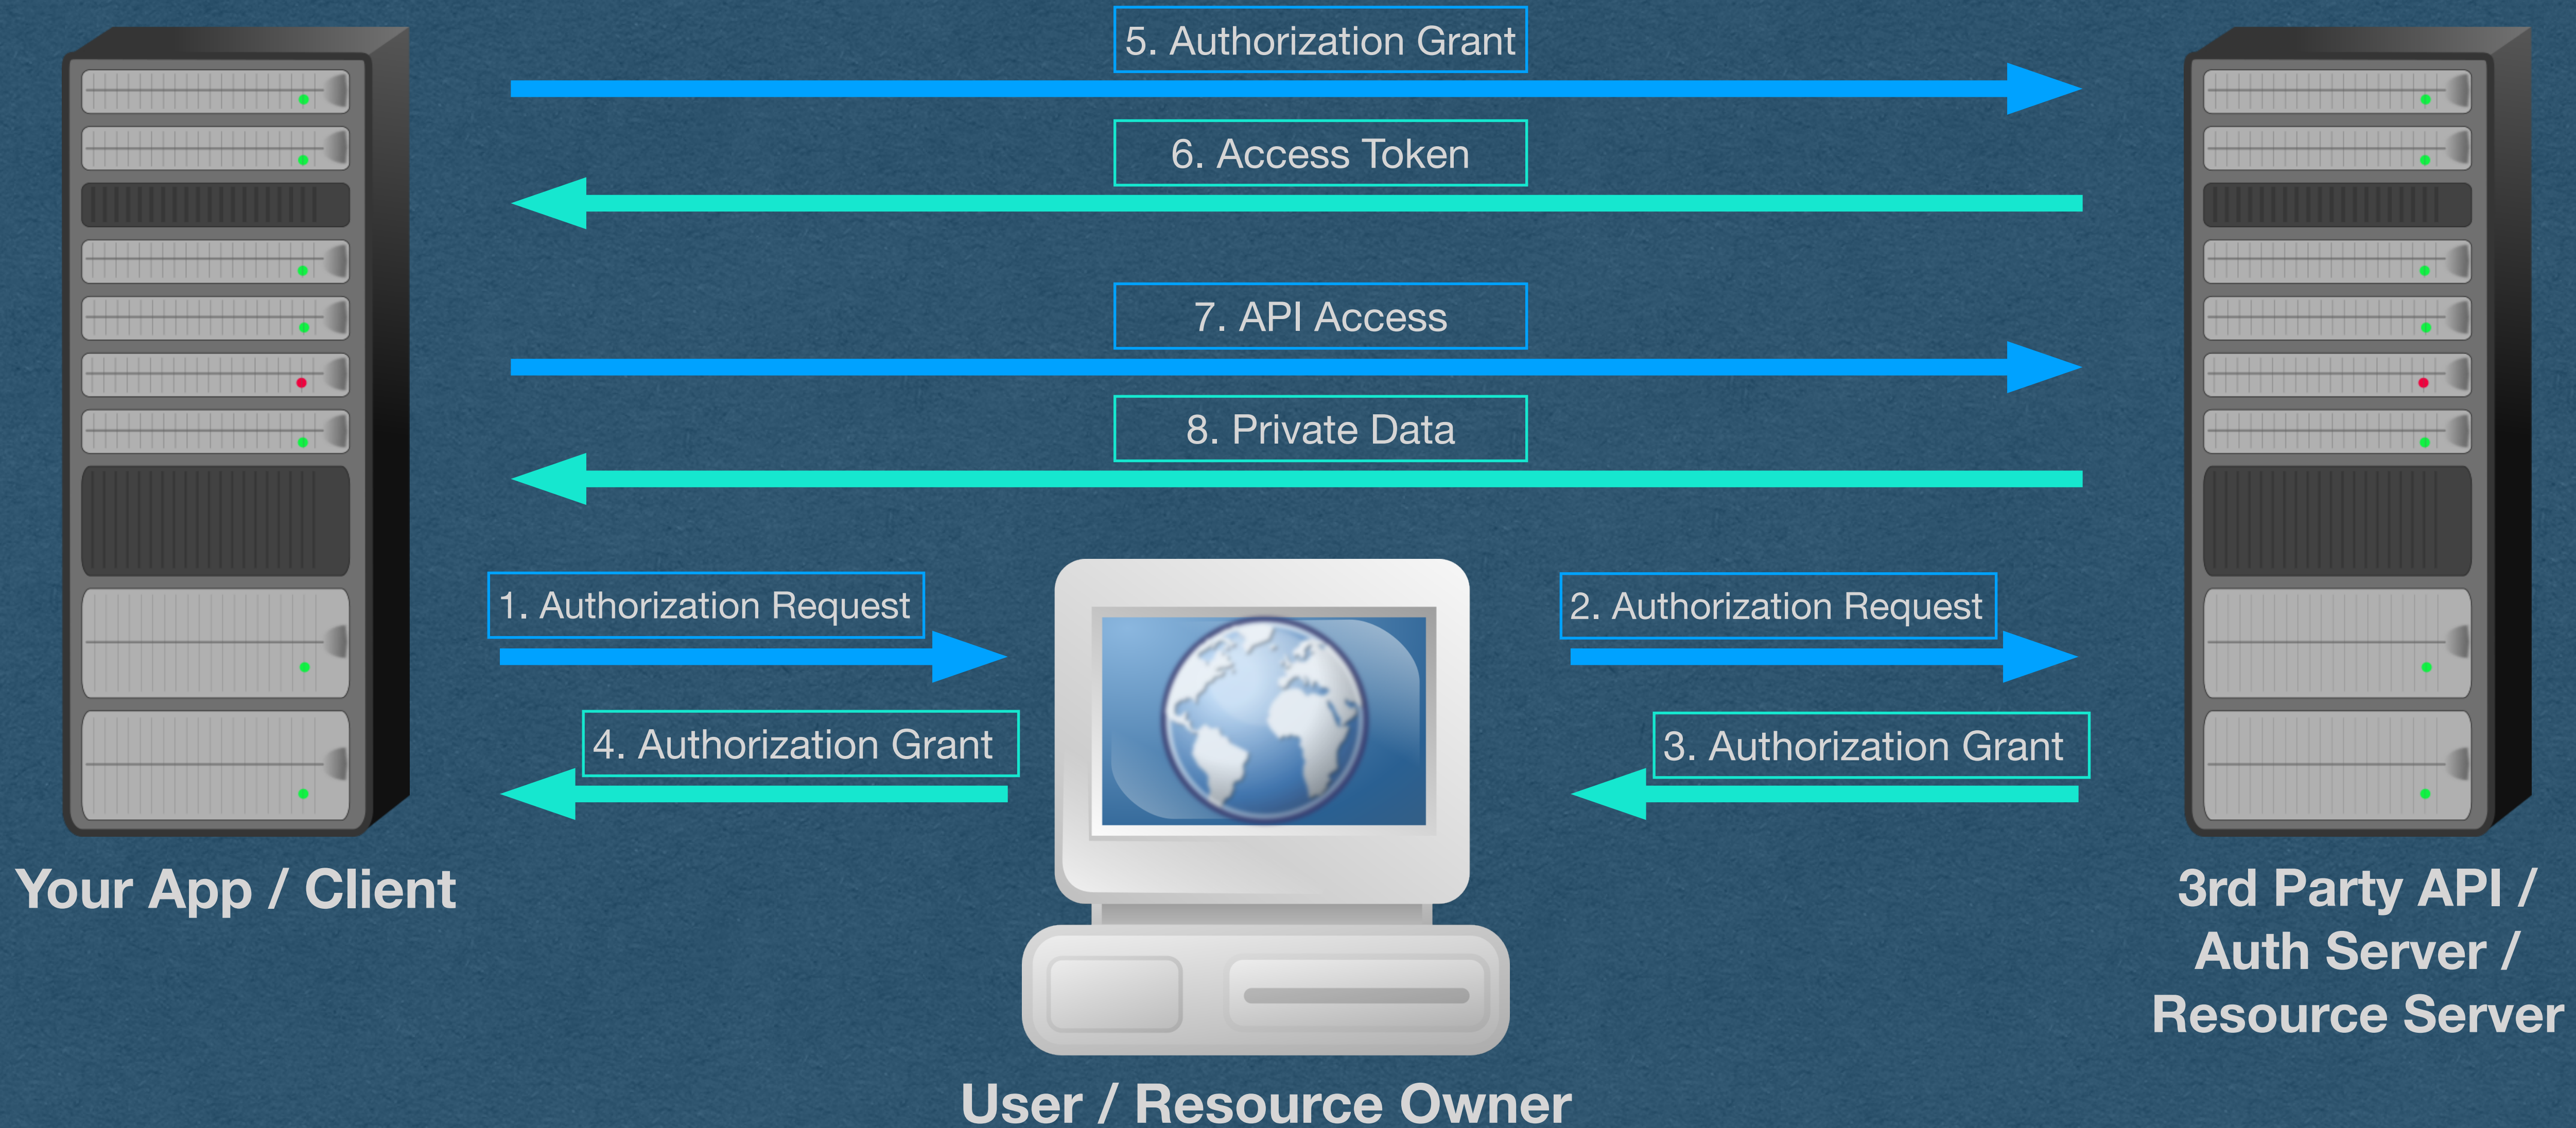 5. Authorization Grant
6. Access Token
7. API Access
8. Private Data
1. Authorization Request
2. Authorization Request
4. Authorization Grant
3. Authorization Grant
Your App / Client
3rd Party API /
Auth Server /
Resource Server
User / Resource Owner